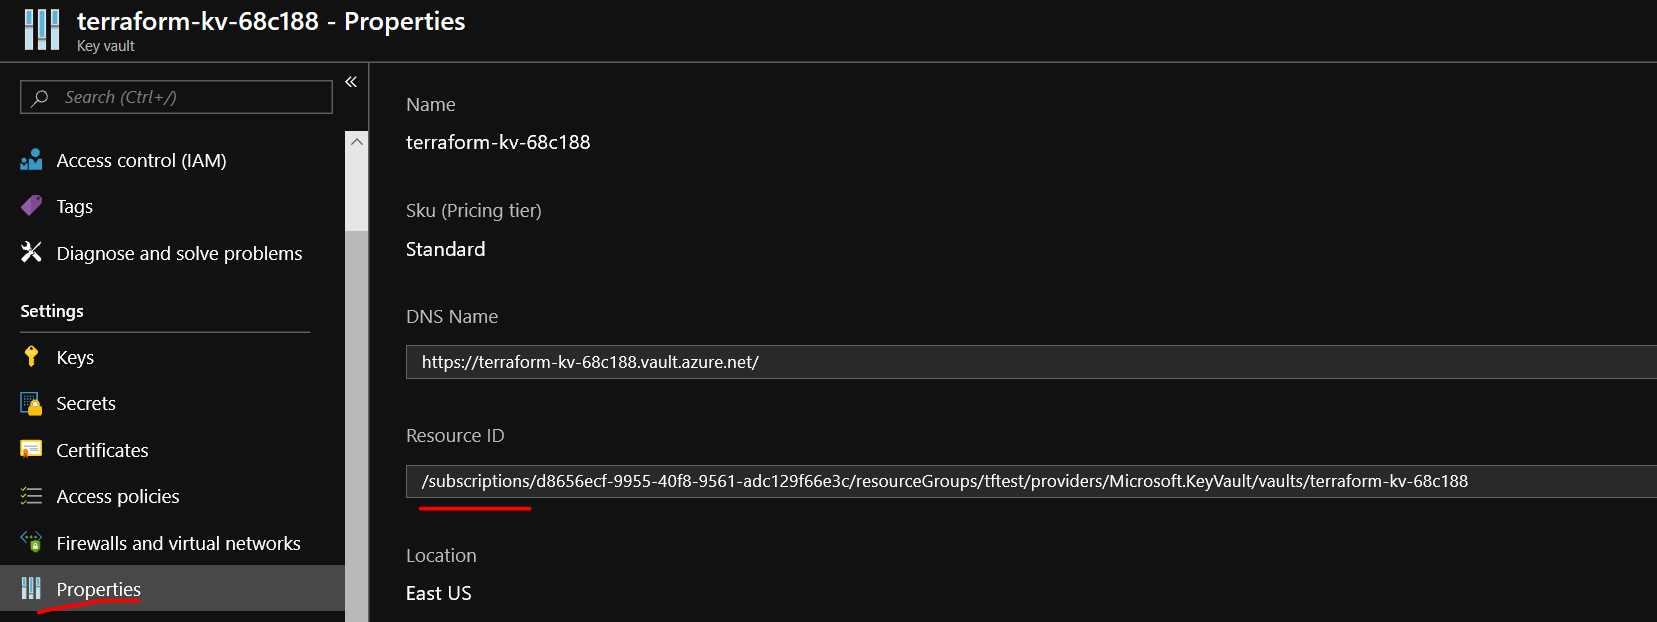 terraform-kv-68c188 - Properties
Key vault
Search (Ctrl+/)
Access control (IAM)
Tags
Diagnose and solve problems
Settings
Keys
Secrets
Certificates
Access policies
Firewalls and virtual networks
Properties
Name
terraform-kv-68c188
Sku (Pricing tier)
Standard
DNS Name
https://terraform-kv-68c188.vault.azure.net/
Resource ID
/subscriptions/d8656ecf-9955-40f8-9561-adc129f66e3c/resourceGroups/tftest/providers/Microsoft.KeyVault/vaults/terraform-kv-68c188
Location
East US